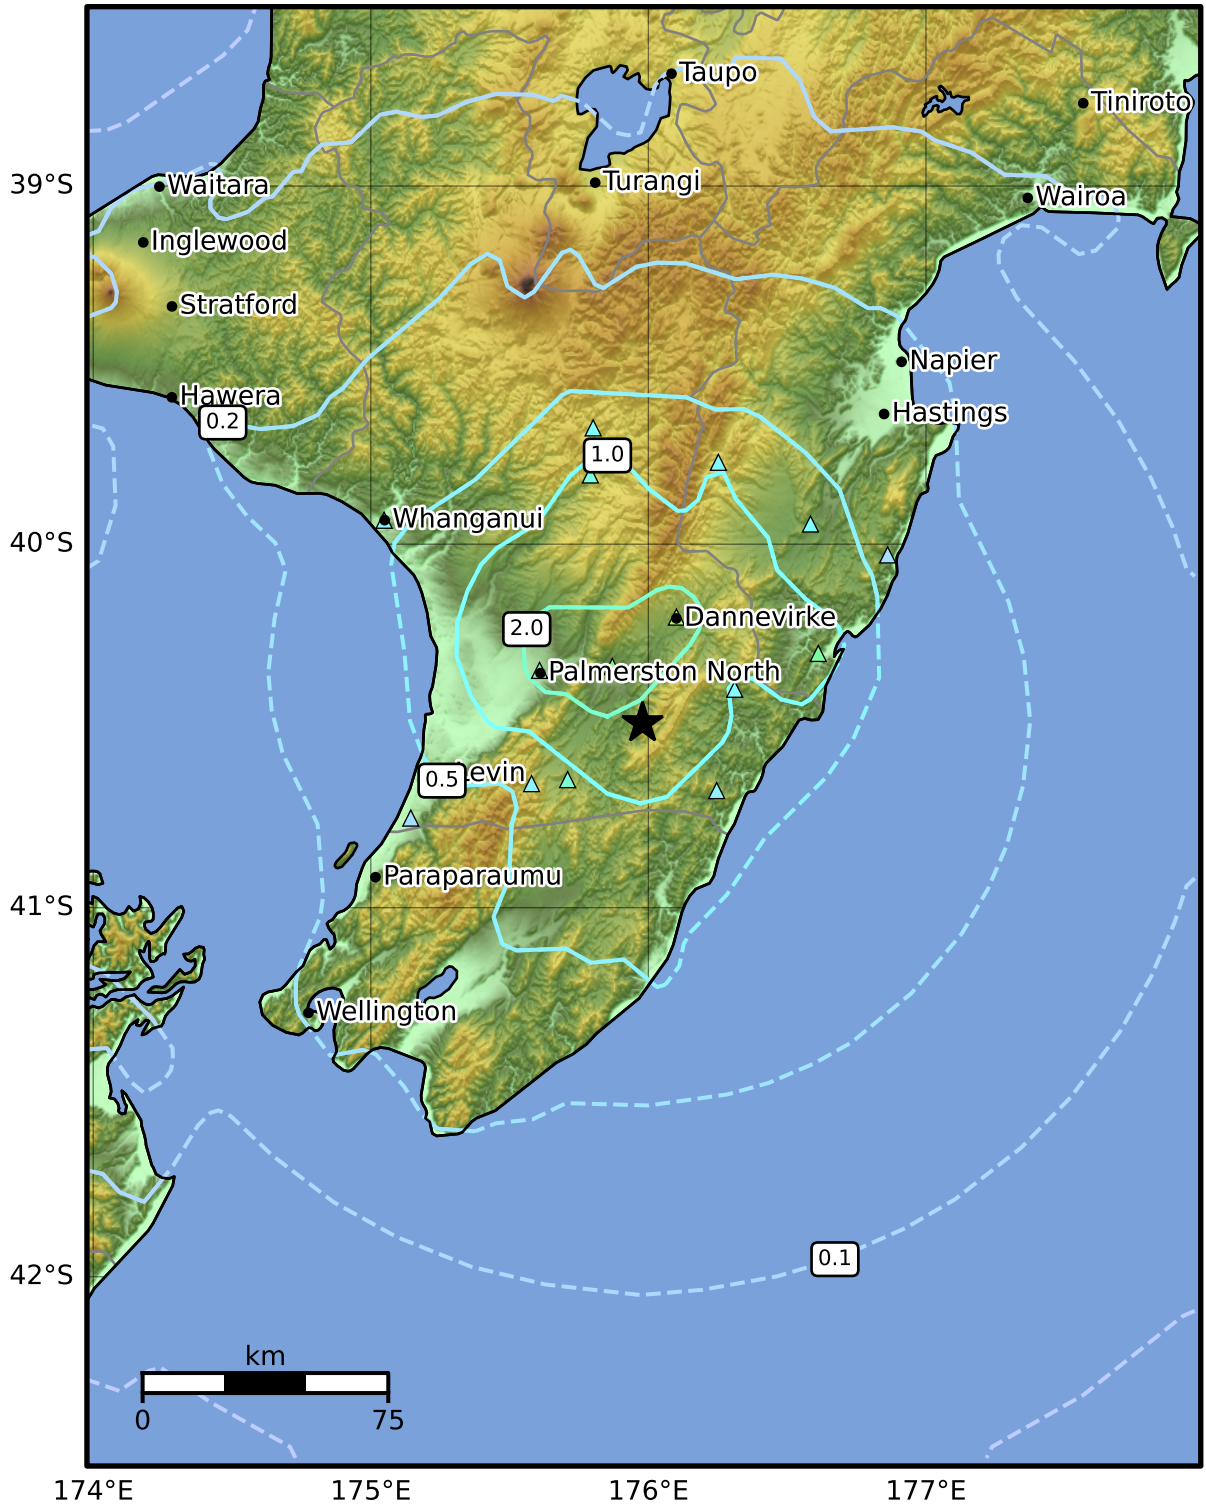 Taupo
Tiniroto
39°S
Waitara
Turangi
Wairoa
Inglewood
Stratford
Napier
Hawera
0.2
Hastings
1.0
Whanganui
40°S
Dannevirke
2.0
Palmerston North
0.5
Levin
Paraparaumu
41°S
Wellington
0.1
42°S
km
0
75
174°E
175°E
176°E
177°E